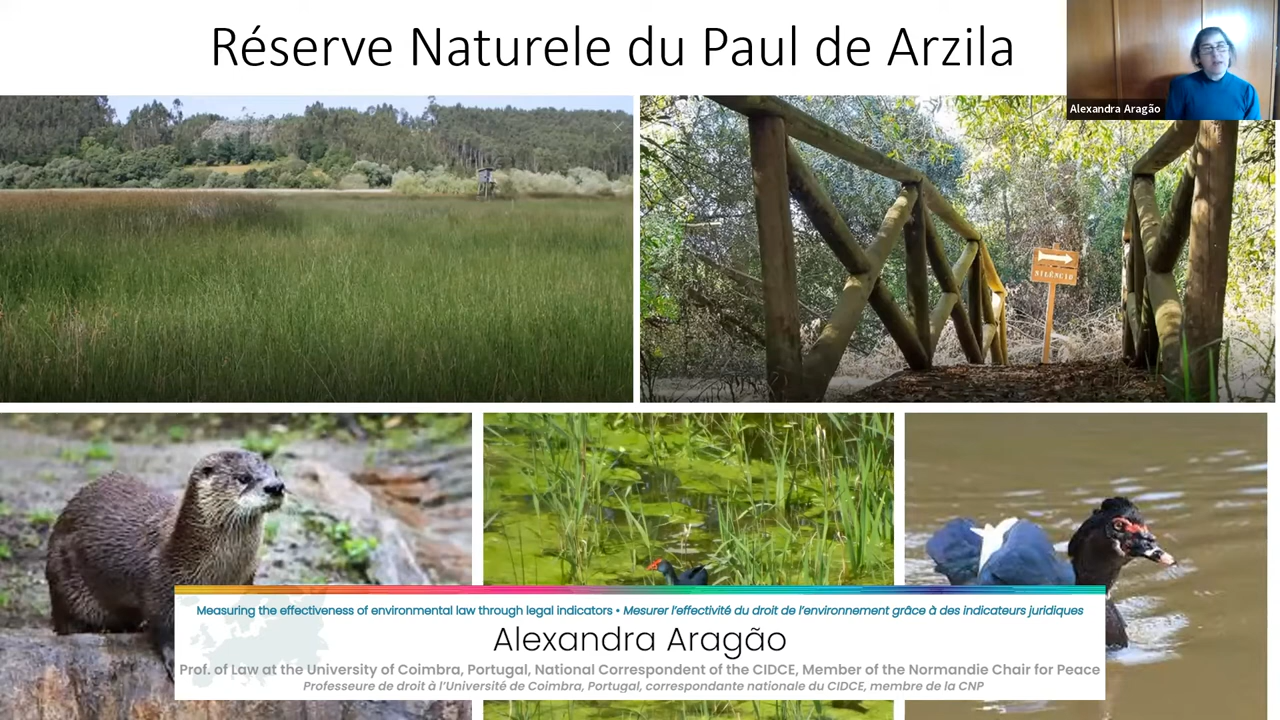 Réserve Naturele du Paul de Arzila
Alexandra Aragão
SILÊNCIO
Measuring the effectiveness of environmental law through legal indicators • Mesurer l'effectivité du droit de l'environnement grâce à des indicateurs juridiques
Alexandra Aragão
Prof. of Law at the University of Coimbra, Portugal, National Correspondent of the CIDCE, Member of the Normandie Chair for Peace
Professeure de droit à l'Université de Coimbra, Portugal, correspondante nationale du CIDCE, membre de la CNP